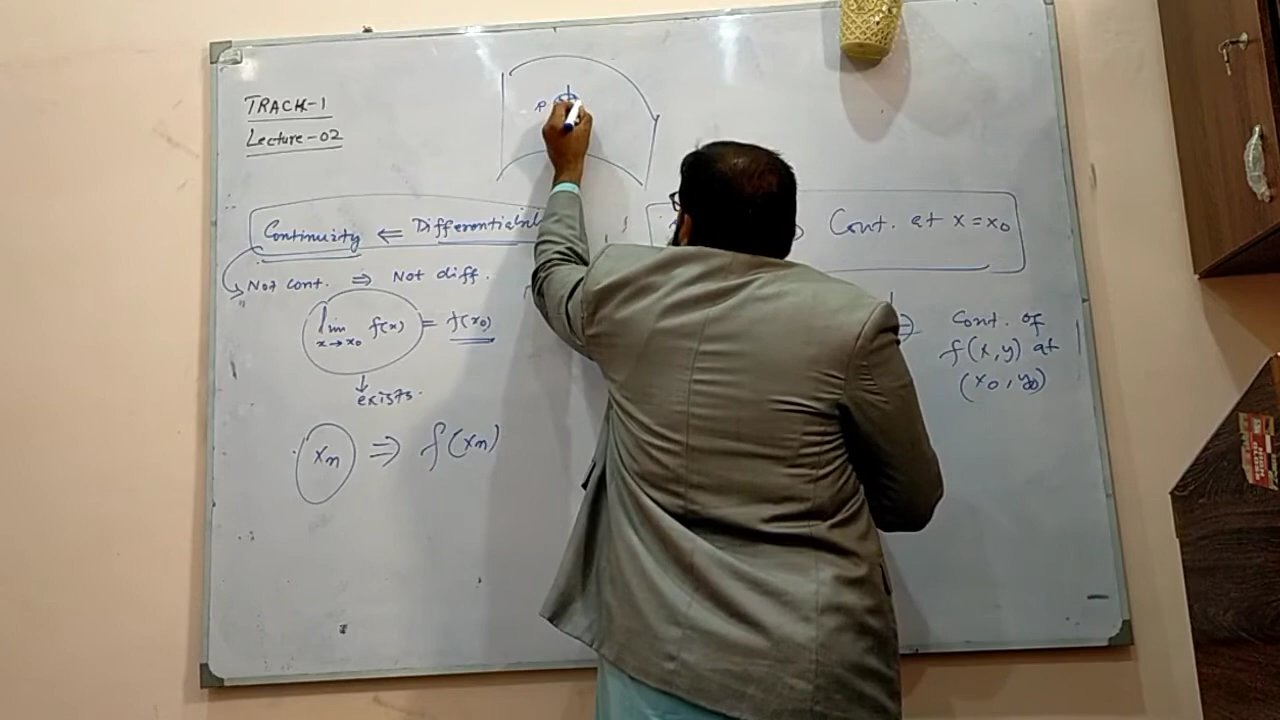 TRACK-1
Lecture-02
Continuity ⇐
Cont. at x = x₀
Not cont. ⇒ Not diff.
lim x→x₀ f(x) = f(x₀)
exists.
xₙ ⇒ f(xₙ)
⇒ Cont. of
f(x,y) at
(x₀, y₀)